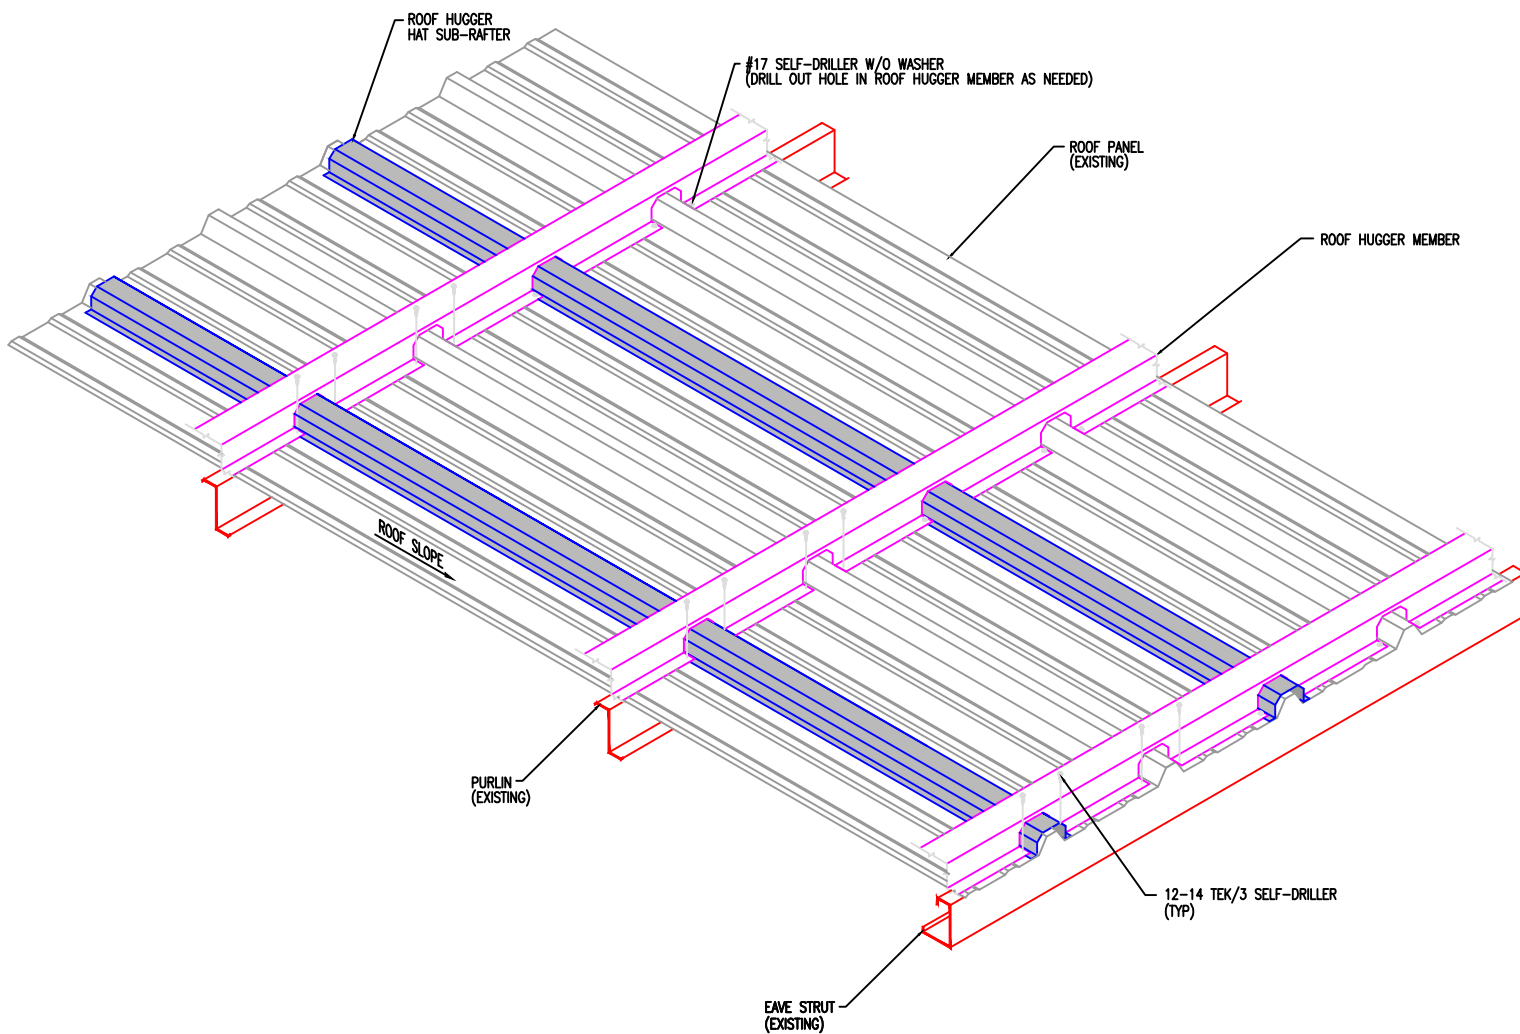 ROOF HUGGER
HAT SUB-RAFTER
#17 SELF-DRILLER W/O WASHER
(DRILL OUT HOLE IN ROOF HUGGER MEMBER AS NEEDED)
ROOF PANEL
(EXISTING)
ROOF HUGGER MEMBER
ROOF SLOPE
PURLIN
(EXISTING)
12-14 TEK/3 SELF-DRILLER
(TYP)
EAVE STRUT
(EXISTING)